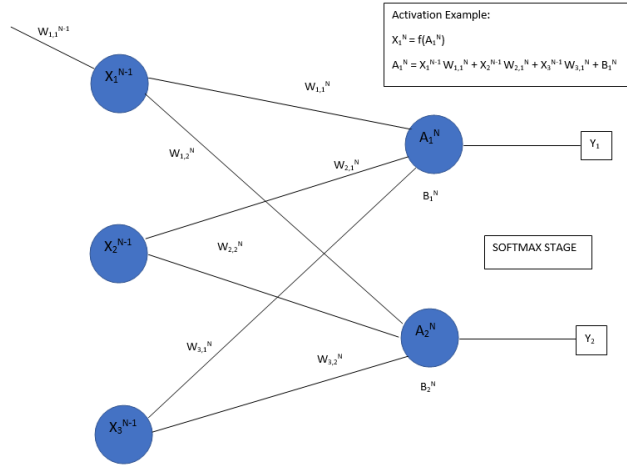 W₁,₁ᴺ⁻¹
Activation Example:
X₁ᴺ = f(A₁ᴺ)
A₁ᴺ = X₁ᴺ⁻¹ W₁,₁ᴺ + X₂ᴺ⁻¹ W₂,₁ᴺ + X₃ᴺ⁻¹ W₃,₁ᴺ + B₁ᴺ
X₁ᴺ⁻¹
W₁,₁ᴺ
A₁ᴺ
Y₁
W₁,₂ᴺ
W₂,₁ᴺ
B₁ᴺ
X₂ᴺ⁻¹
W₂,₂ᴺ
SOFTMAX STAGE
A₂ᴺ
Y₂
W₃,₁ᴺ
W₃,₂ᴺ
B₂ᴺ
X₃ᴺ⁻¹